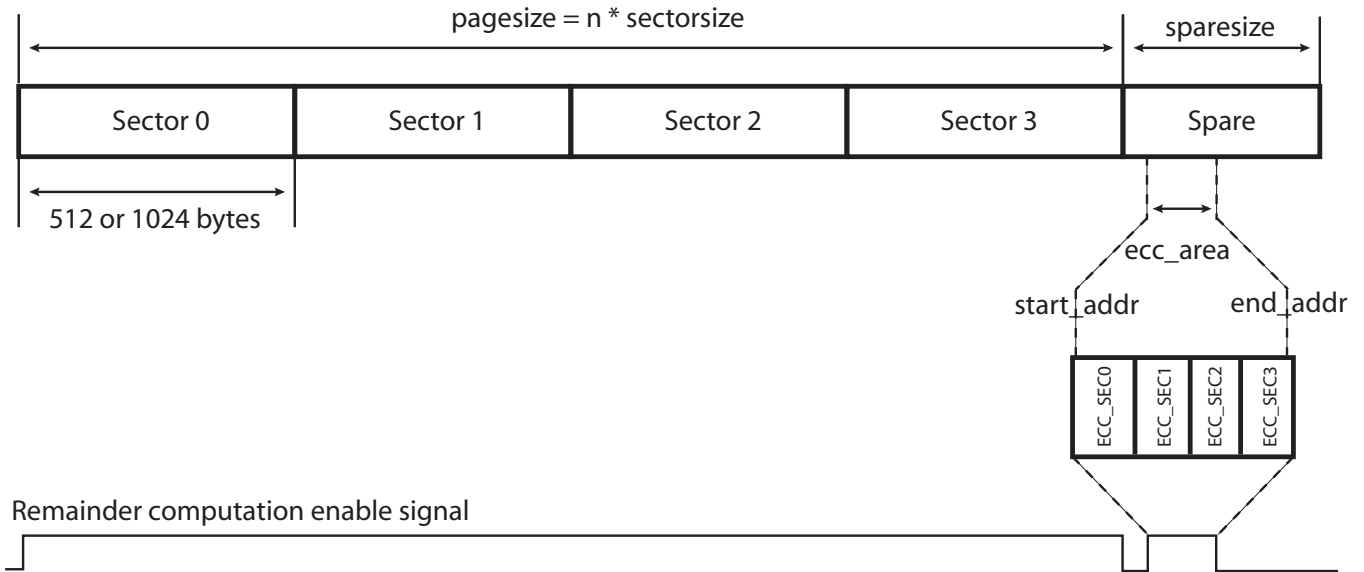 pagesize = n * sectorsize
sparesize
Sector 0
Sector 1
Sector 2
Sector 3
Spare
512 or 1024 bytes
ecc_area
start_addr
end_addr
ECC_SEC0
ECC_SEC1
ECC_SEC2
ECC_SEC3
Remainder computation enable signal